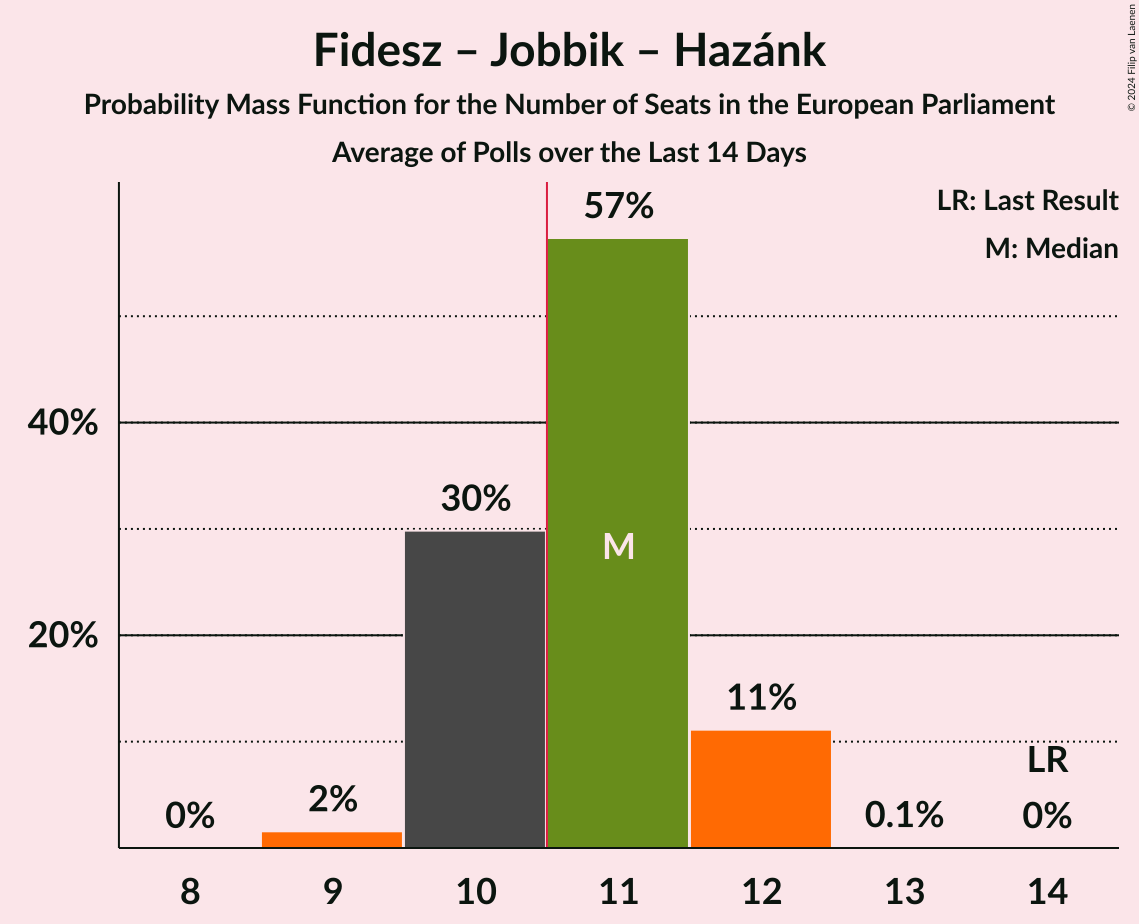 Fidesz – Jobbik – Hazánk
Probability Mass Function for the Number of Seats in the European Parliament
Average of Polls over the Last 14 Days
© 2024 Filip van Laenen
LR: Last Result
M: Median
57%
40%
30%
M
20%
11%
LR
0%
2%
0.1%
0%
8
9
10
11
12
13
14